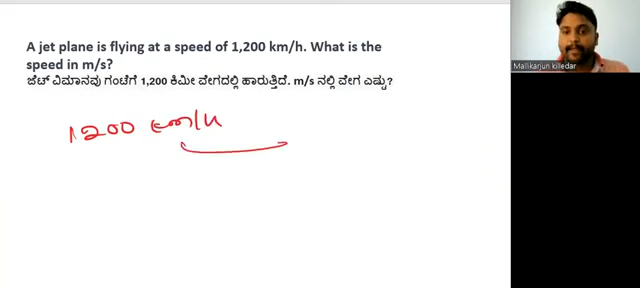 A jet plane is flying at a speed of 1,200 km/h. What is the
speed in m/s?
ಜೆಟ್ ವಿಮಾನವು ಗಂಟೆಗೆ 1,200 ಕಿಮೀ ವೇಗದಲ್ಲಿ ಹಾರುತ್ತಿದೆ. m/s ನಲ್ಲಿ ವೇಗ ಎಷ್ಟು?
1200 km/h
Mallikarjun killedar